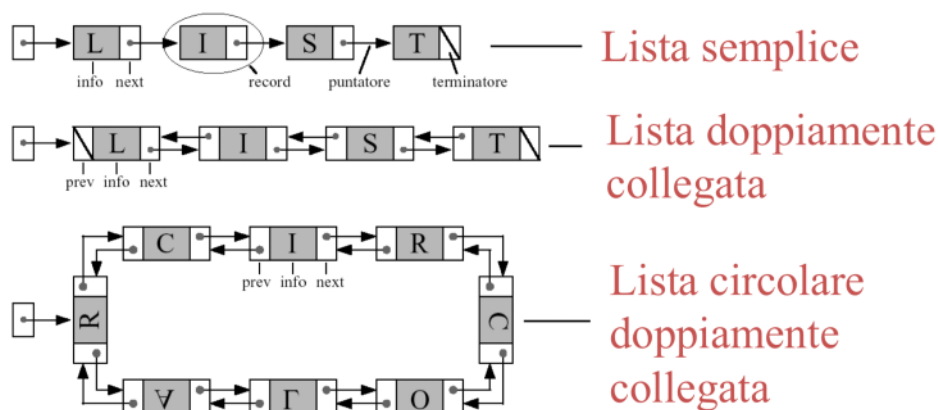 L I S T
Lista semplice
info next record puntatore terminatore
L I S T
Lista doppiamente
collegata
prev info next
C I R
prev info next
R C
Lista circolare
doppiamente
collegata
A L O